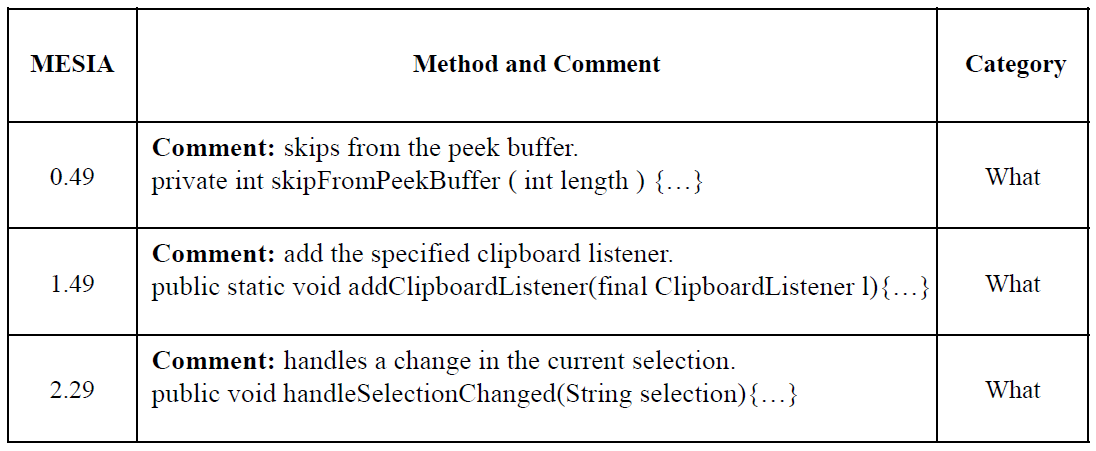 MESIA
Method and Comment
Category
0.49
Comment: skips from the peek buffer.
private int skipFromPeekBuffer ( int length ) {…}
What
1.49
Comment: add the specified clipboard listener.
public static void addClipboardListener(final ClipboardListener l){…}
What
2.29
Comment: handles a change in the current selection.
public void handleSelectionChanged(String selection){…}
What